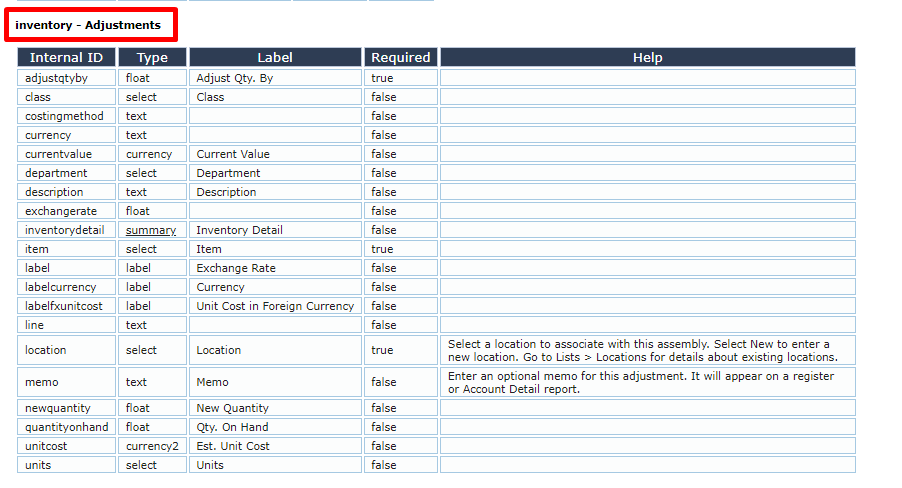 inventory - Adjustments
Internal ID Type Label Required Help
adjustqtyby float Adjust Qty. By true
class select Class false
costingmethod text false
currency text false
currentvalue currency Current Value false
department select Department false
description text Description false
exchangerate float false
inventorydetail summary Inventory Detail false
item select Item true
label label Exchange Rate false
labelcurrency label Currency false
labelfxunitcost label Unit Cost in Foreign Currency false
line text false
location select Location true Select a location to associate with this assembly. Select New to enter a
new location. Go to Lists > Locations for details about existing locations.
memo text Memo false Enter an optional memo for this adjustment. It will appear on a register
or Account Detail report.
newquantity float New Quantity false
quantityonhand float Qty. On Hand false
unitcost currency2 Est. Unit Cost false
units select Units false